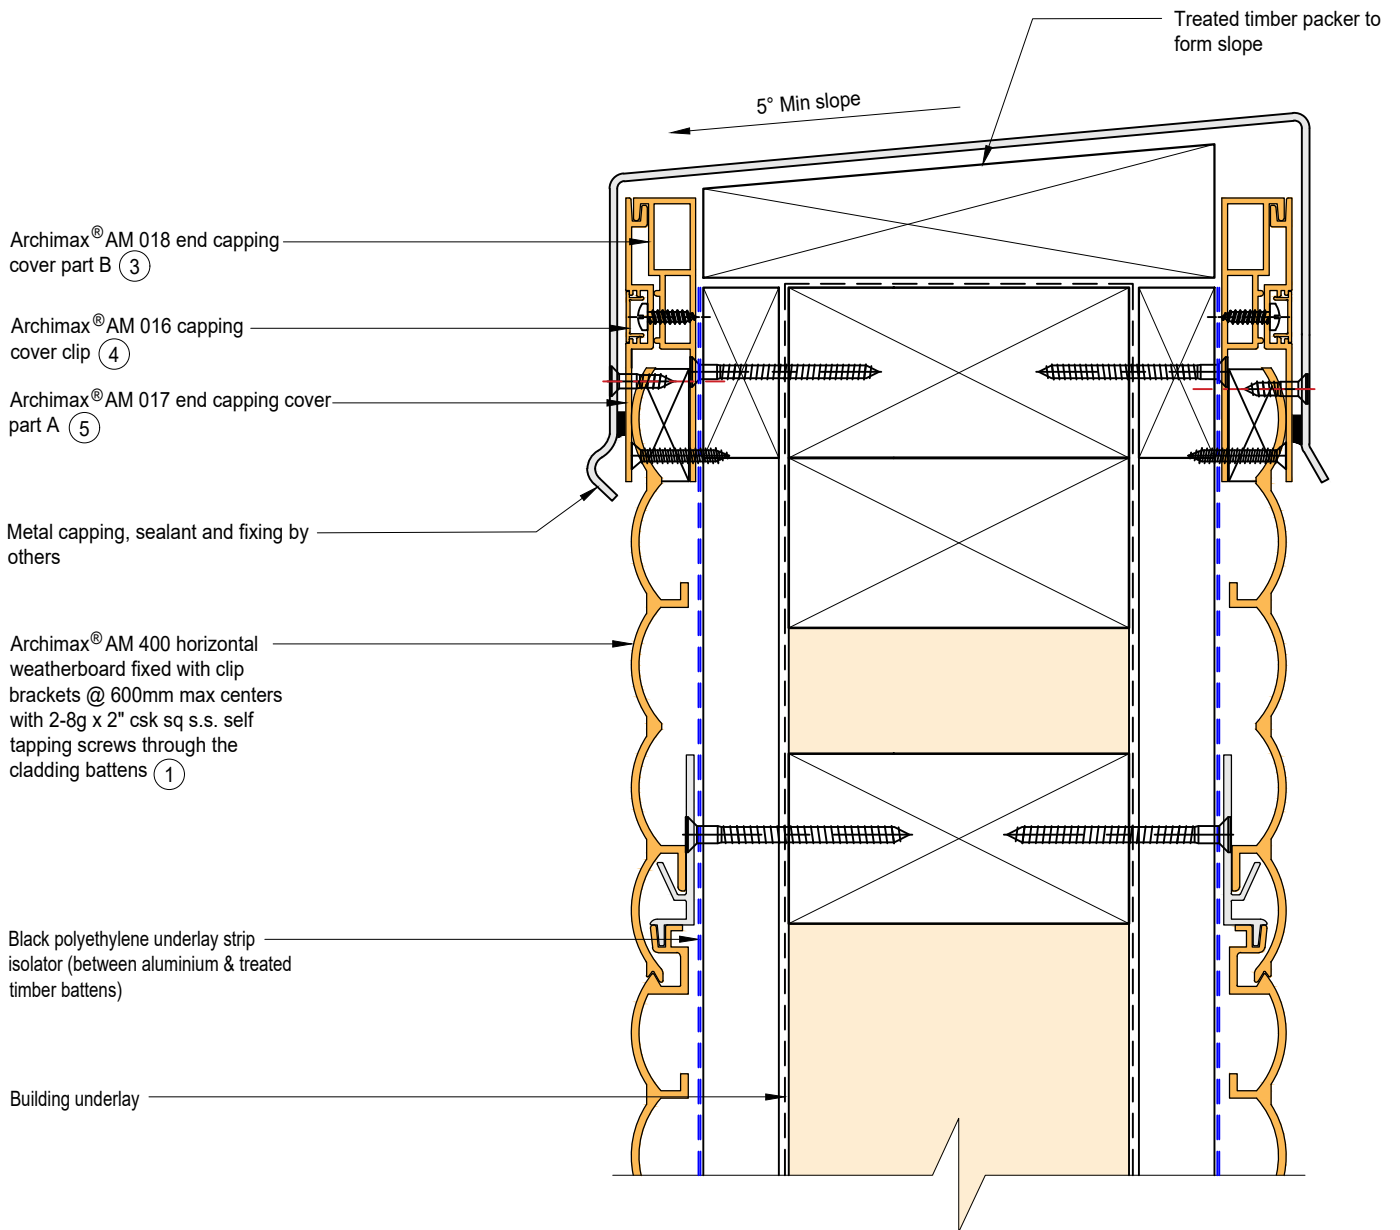 Treated timber packer to
form slope
5° Min slope
Archimax® AM 018 end capping
cover part B 3
Archimax® AM 016 capping
cover clip 4
Archimax® AM 017 end capping cover
part A 5
Metal capping, sealant and fixing by
others
Archimax® AM 400 horizontal
weatherboard fixed with clip
brackets @ 600mm max centers
with 2-8g x 2" csk sq s.s. self
tapping screws through the
cladding battens 1
Black polyethylene underlay strip
isolator (between aluminium & treated
timber battens)
Building underlay